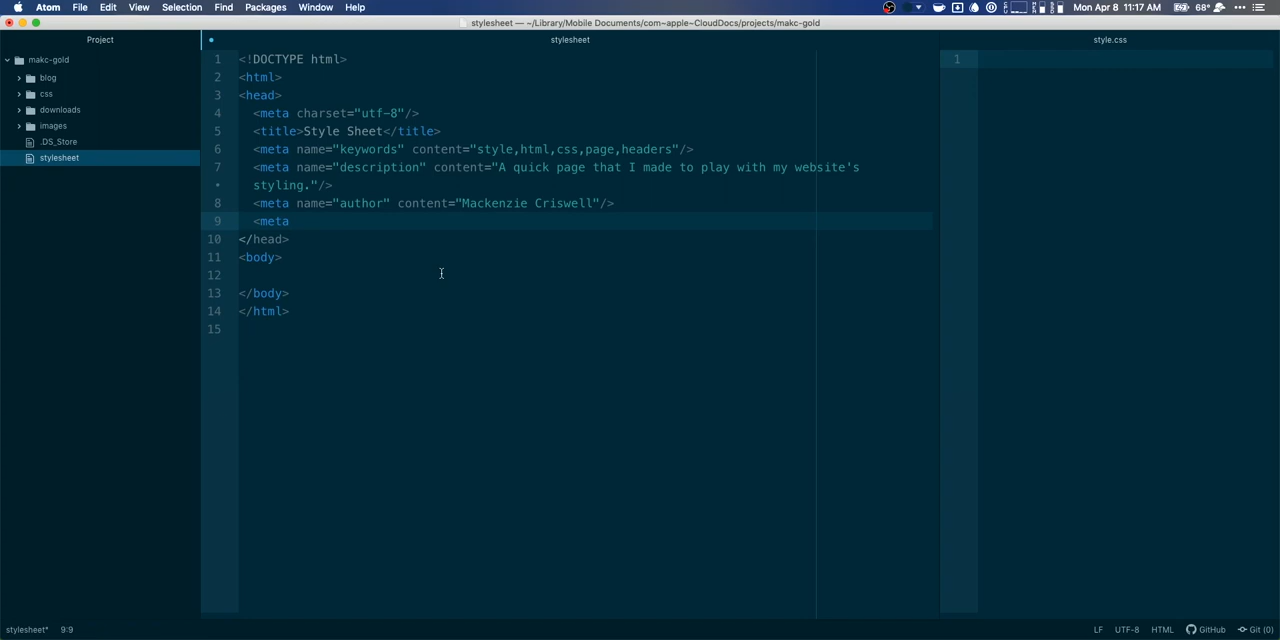 Atom File Edit View Selection Find Packages Window Help Mon Apr 8 11:17 AM 68°
stylesheet — ~/Library/Mobile Documents/com~apple~CloudDocs/projects/makc-gold
Project stylesheet style.css
makc-gold
blog
css
downloads
images
.DS_Store
stylesheet
1 <!DOCTYPE html>
2 <html>
3 <head>
4 <meta charset="utf-8"/>
5 <title>Style Sheet</title>
6 <meta name="keywords" content="style,html,css,page,headers"/>
7 <meta name="description" content="A quick page that I made to play with my website's
• styling."/>
8 <meta name="author" content="Mackenzie Criswell"/>
9 <meta
10 </head>
11 <body>
12
13 </body>
14 </html>
15
1
stylesheet* 9:9 LF UTF-8 HTML GitHub Git (0)